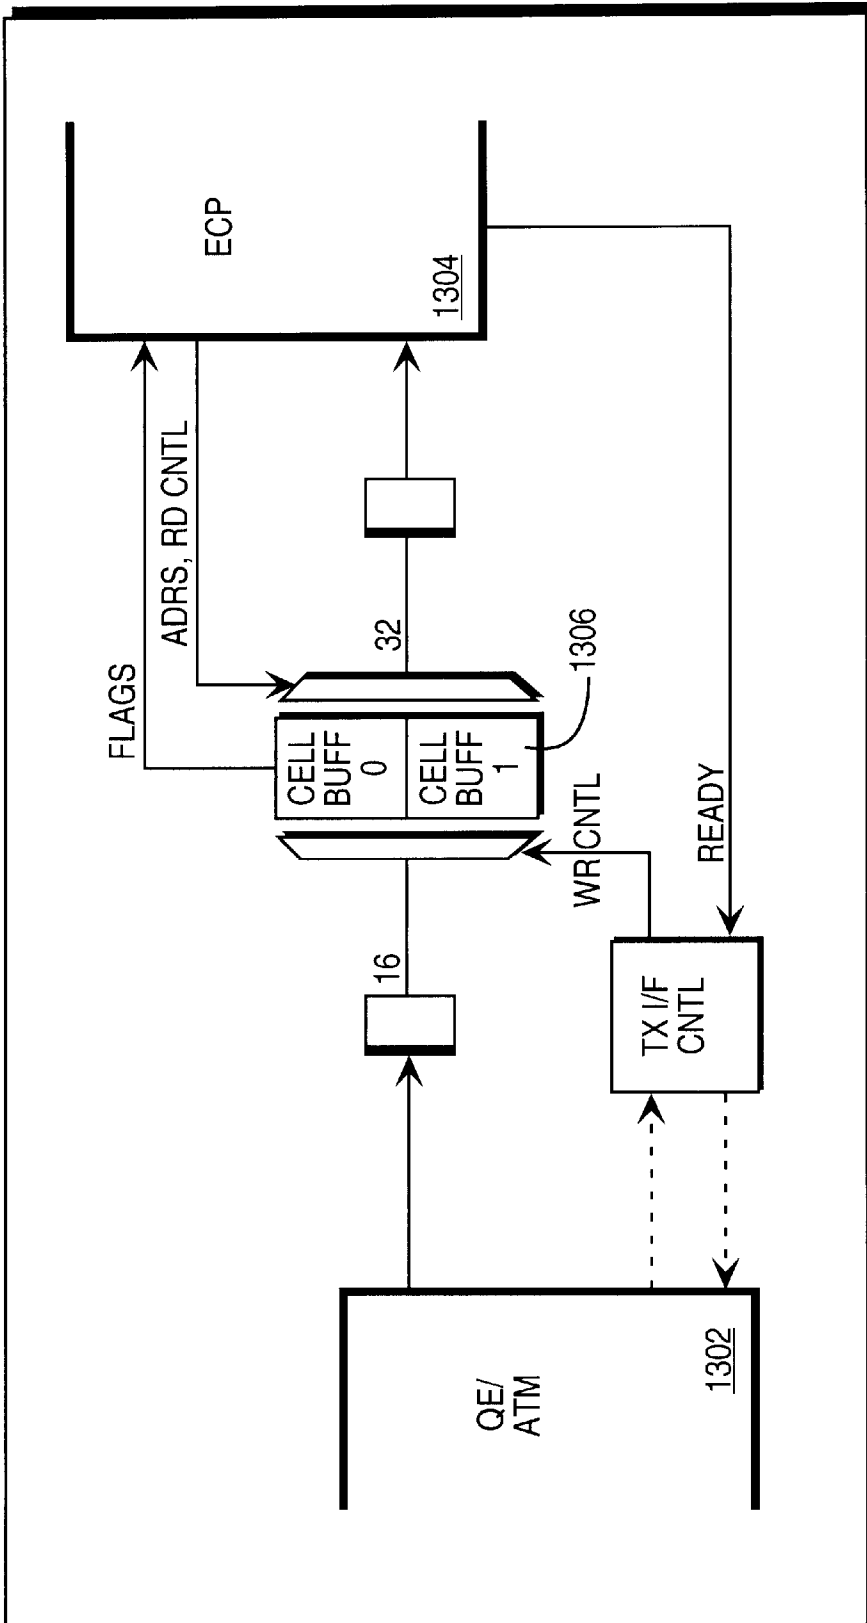 QE/
ATM
1302
16
TX I/F
CNTL
WR CNTL
READY
CELL
BUFF
0
CELL
BUFF
1
1306
FLAGS
ADRS, RD CNTL
32
ECP
1304